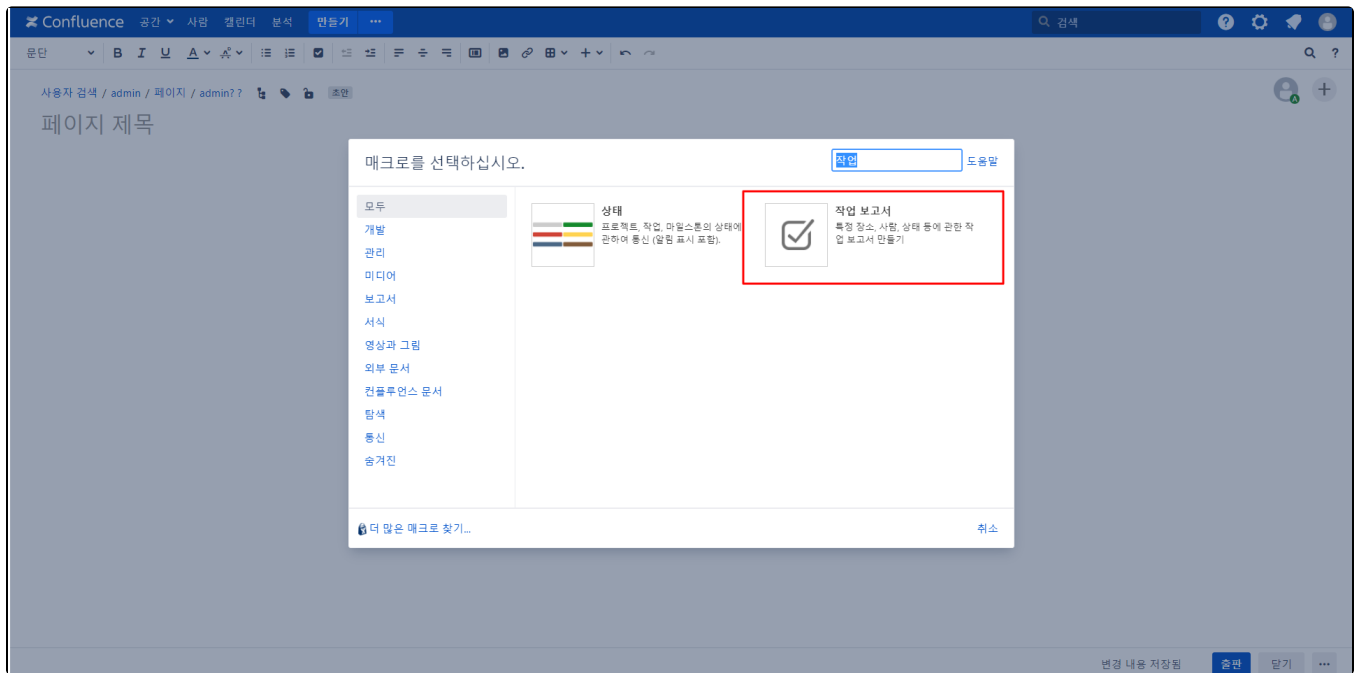 Confluence 공간 사람 캘린더 분석 만들기 ··· 검색
문단 B I U A
사용자 검색 / admin / 페이지 / admin?? 초안
페이지 제목
매크로를 선택하십시오. 작업 도움말
모두
개발
관리
미디어
보고서
서식
영상과 그림
외부 문서
컨플루언스 문서
탐색
통신
숨겨진
상태
프로젝트, 작업, 마일스톤의 상태에
관하여 통신 (알림 표시 포함).
작업 보고서
특정 장소, 사람, 상태 등에 관한 작
업 보고서 만들기
더 많은 매크로 찾기... 취소
변경 내용 저장됨 출판 닫기 ···